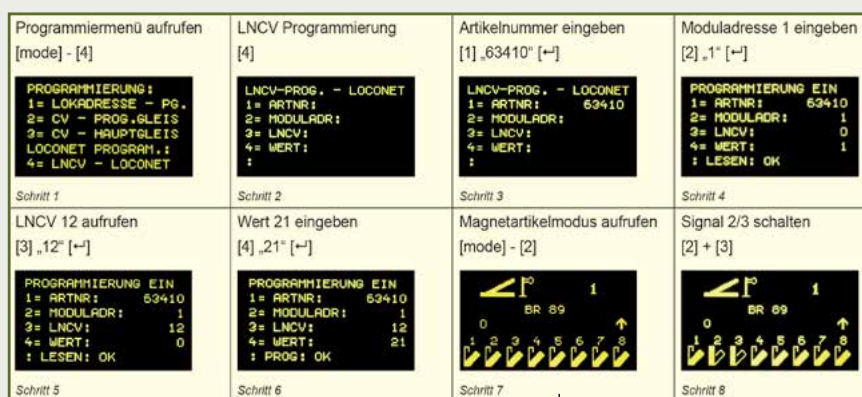 Programmiermenü aufrufen
[mode] - [4]
PROGRAMMIERUNG:
1= LOKADRESSE - PG.
2= CV - PROG.GLEIS
3= CV - HAUPTGLEIS
LOCONET PROGRAM.:
4= LNCV - LOCONET
Schritt 1
LNCV Programmierung
[4]
LNCV-PROG. - LOCONET
1= ARTNR:
2= MODULADR:
3= LNCV:
4= WERT:
:
Schritt 2
Artikelnummer eingeben
[1] „63410“ [↵]
LNCV-PROG. - LOCONET
1= ARTNR: 63410
2= MODULADR:
3= LNCV:
4= WERT:
:
Schritt 3
Moduladresse 1 eingeben
[2] „1“ [↵]
PROGRAMMIERUNG EIN
1= ARTNR: 63410
2= MODULADR: 1
3= LNCV: 0
4= WERT: 1
: LESEN: OK
Schritt 4
LNCV 12 aufrufen
[3] „12“ [↵]
PROGRAMMIERUNG EIN
1= ARTNR: 63410
2= MODULADR: 1
3= LNCV: 12
4= WERT: 0
: LESEN: OK
Schritt 5
Wert 21 eingeben
[4] „21“ [↵]
PROGRAMMIERUNG EIN
1= ARTNR: 63410
2= MODULADR: 1
3= LNCV: 12
4= WERT: 21
: PROG: OK
Schritt 6
Magnetartikelmodus aufrufen
[mode] - [2]
1
BR 89
0 ↑
1 2 3 4 5 6 7 8
Schritt 7
Signal 2/3 schalten
[2] + [3]
1
BR 89
0 ↑
1 2 3 4 5 6 7 8
Schritt 8